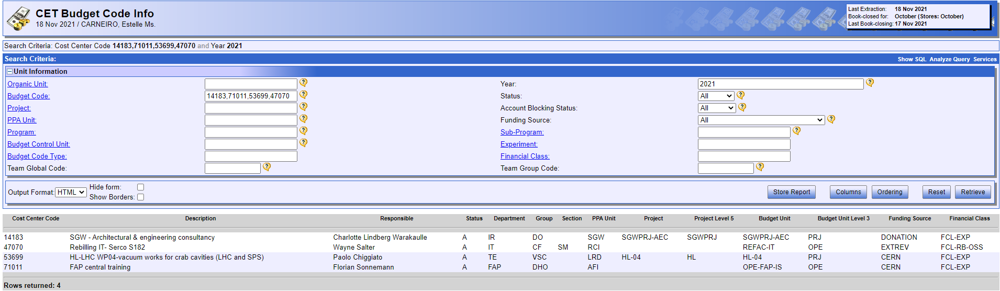 CET Budget Code Info
18 Nov 2021 / CARNEIRO, Estelle Ms.
Last Extraction: 18 Nov 2021
Book-closed for: October (Stores: October)
Last Book-closing: 17 Nov 2021
Search Criteria: Cost Center Code 14183,71011,53699,47070 and Year 2021
Search Criteria: Show SQL Analyze Query Services
Unit Information
Organic Unit: Year: 2021
Budget Code: 14183,71011,53699,47070 Status: All
Project: Account Blocking Status: All
PPA Unit: Funding Source: All
Program: Sub-Program:
Budget Control Unit: Experiment:
Budget Code Type: Financial Class:
Team Global Code: Team Group Code:
Output Format: HTML Hide form: Store Report Columns Ordering Reset Retrieve
Show Borders:
Cost Center Code Description Responsible Status Department Group Section PPA Unit Project Project Level 5 Budget Unit Budget Unit Level 3 Funding Source Financial Class
14183 SGW - Architectural & engineering consultancy Charlotte Lindberg Warakaulle A IR DO SGW SGWPRJ-AEC SGWPRJ SGWPRJ-AEC PRJ DONATION FCL-EXP
47070 Rebilling IT- Serco S182 Wayne Salter A IT CF SM RCI REFAC-IT OPE EXTREV FCL-RB-OSS
53699 HL-LHC WP04-vacuum works for crab cavities (LHC and SPS) Paolo Chiggiato A TE VSC LRD HL-04 HL HL-04 PRJ CERN FCL-EXP
71011 FAP central training Florian Sonnemann A FAP DHO AFI OPE-FAP-IS OPE CERN FCL-EXP
Rows returned: 4